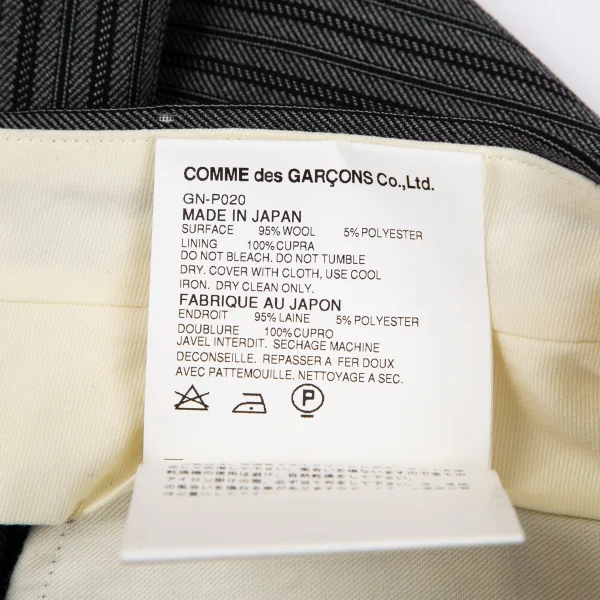 COMME des GARÇONS Co.,Ltd.
GN-P020
MADE IN JAPAN
SURFACE 95% WOOL 5% POLYESTER
LINING 100% CUPRA
DO NOT BLEACH. DO NOT TUMBLE
DRY. COVER WITH CLOTH, USE COOL
IRON. DRY CLEAN ONLY.
FABRIQUE AU JAPON
ENDROIT 95% LAINE 5% POLYESTER
DOUBLURE 100% CUPRO
JAVEL INTERDIT. SECHAGE MACHINE
DECONSEILLE. REPASSER A FER DOUX
AVEC PATTEMOUILLE. NETTOYAGE A SEC.
P